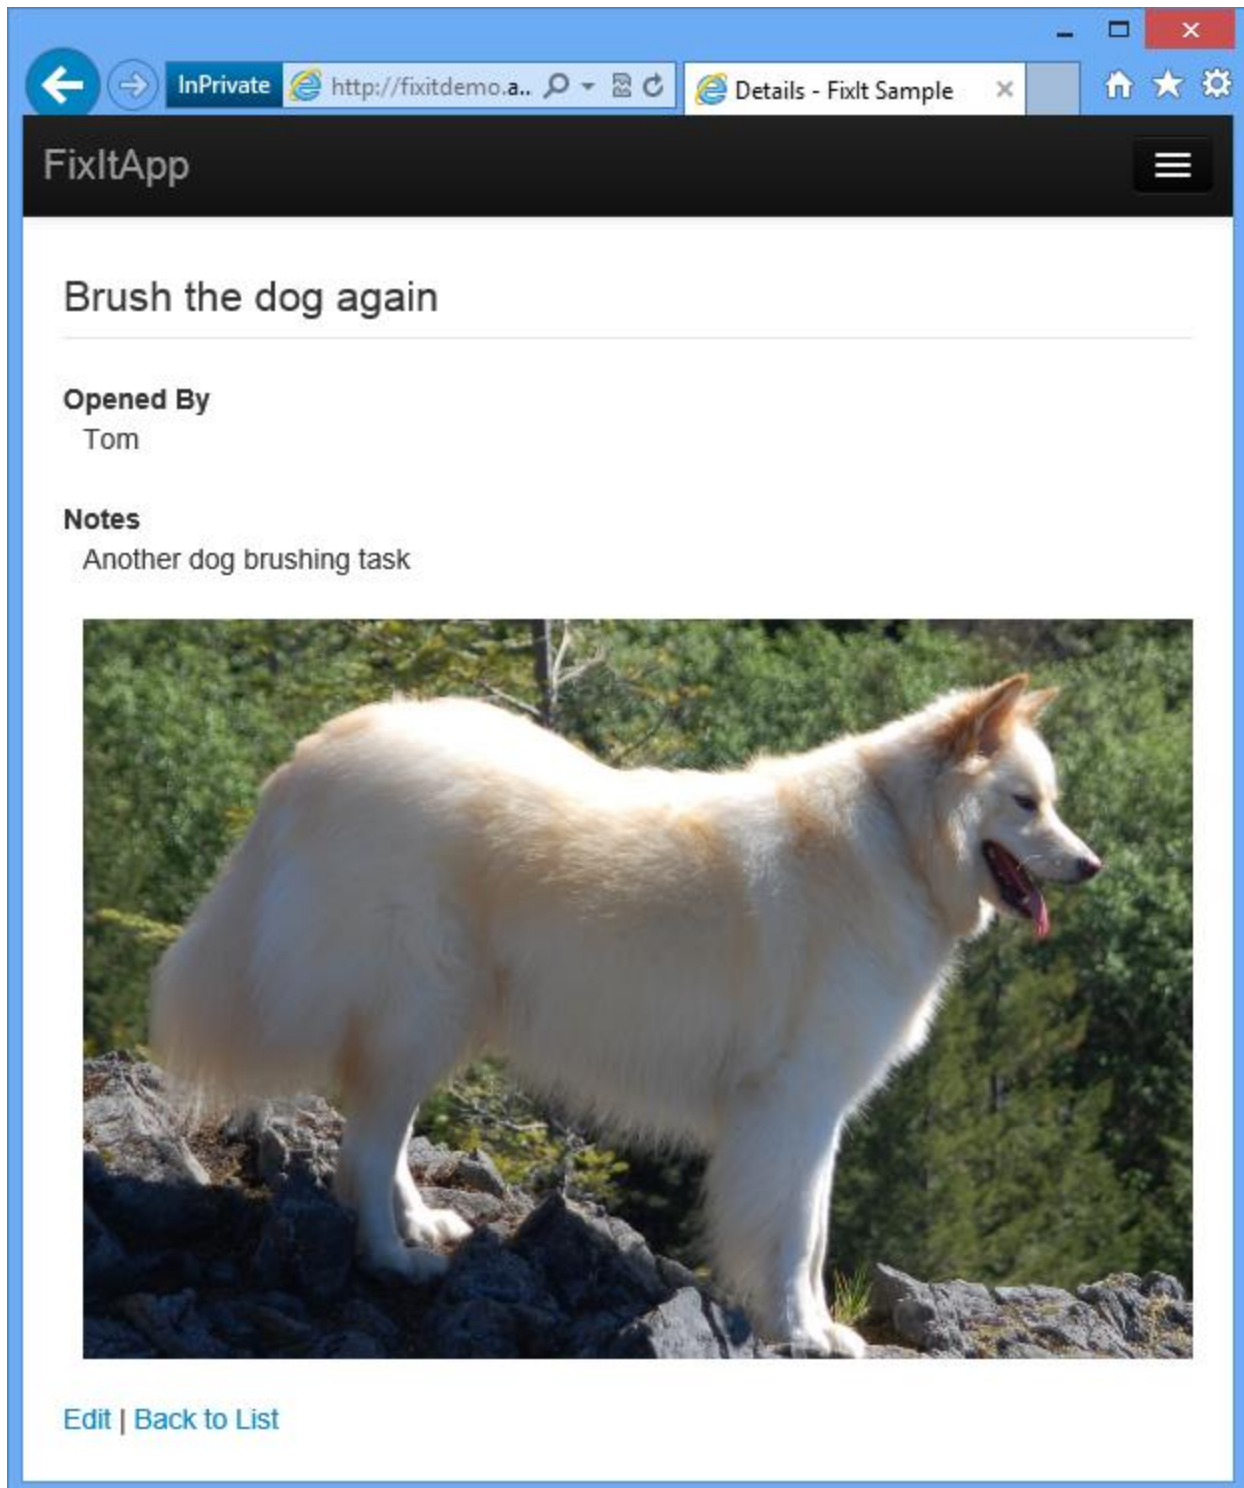 InPrivate http://fixitdemo.a.. Details - FixIt Sample
FixItApp
Brush the dog again
Opened By
Tom
Notes
Another dog brushing task
Edit | Back to List